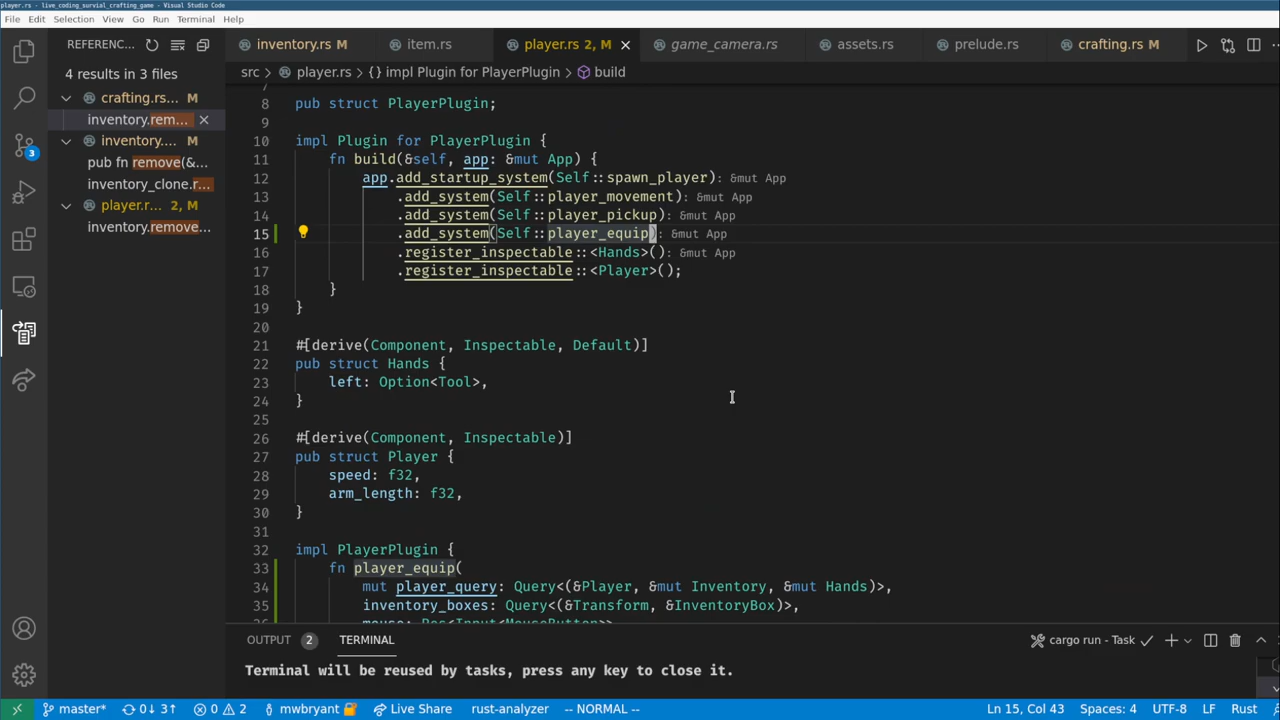 player.rs - live_coding_survial_crafting_game - Visual Studio Code
File Edit Selection View Go Run Terminal Help
REFERENC...
inventory.rs M
item.rs
player.rs 2, M
game_camera.rs
assets.rs
prelude.rs
crafting.rs M
4 results in 3 files
crafting.rs... M
inventory.rem...
inventory.... M
pub fn remove(&...
inventory_clone.r...
player.r... 2, M
inventory.remove...
3
src > player.rs > {} impl Plugin for PlayerPlugin > build
7
8 pub struct PlayerPlugin;
9
10 impl Plugin for PlayerPlugin {
11 fn build(&self, app: &mut App) {
12 app.add_startup_system(Self::spawn_player): &mut App
13 .add_system(Self::player_movement): &mut App
14 .add_system(Self::player_pickup): &mut App
15 .add_system(Self::player_equip): &mut App
16 .register_inspectable::<Hands>(): &mut App
17 .register_inspectable::<Player>();
18 }
19 }
20
21 #[derive(Component, Inspectable, Default)]
22 pub struct Hands {
23 left: Option<Tool>,
24 }
25
26 #[derive(Component, Inspectable)]
27 pub struct Player {
28 speed: f32,
29 arm_length: f32,
30 }
31
32 impl PlayerPlugin {
33 fn player_equip(
34 mut player_query: Query<(&Player, &mut Inventory, &mut Hands)>,
35 inventory_boxes: Query<(&Transform, &InventoryBox)>,
mouse: Res<Input<MouseButton>>
OUTPUT 2 TERMINAL
cargo run - Task
Terminal will be reused by tasks, press any key to close it.
master* 0↓ 3↑ 0 2 mwbryant Live Share rust-analyzer -- NORMAL -- Ln 15, Col 43 Spaces: 4 UTF-8 LF Rust